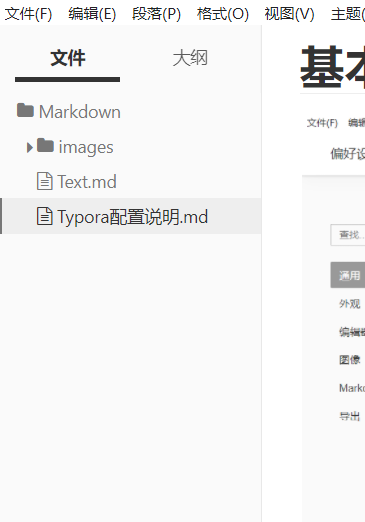 文件(F) 编辑(E) 段落(P) 格式(O) 视图(V) 主题(
文件 大纲
Markdown
images
Text.md
Typora配置说明.md
基本
文件(F) 编辑
偏好设
查找...
通用
外观
编辑
图像
Mark
导出